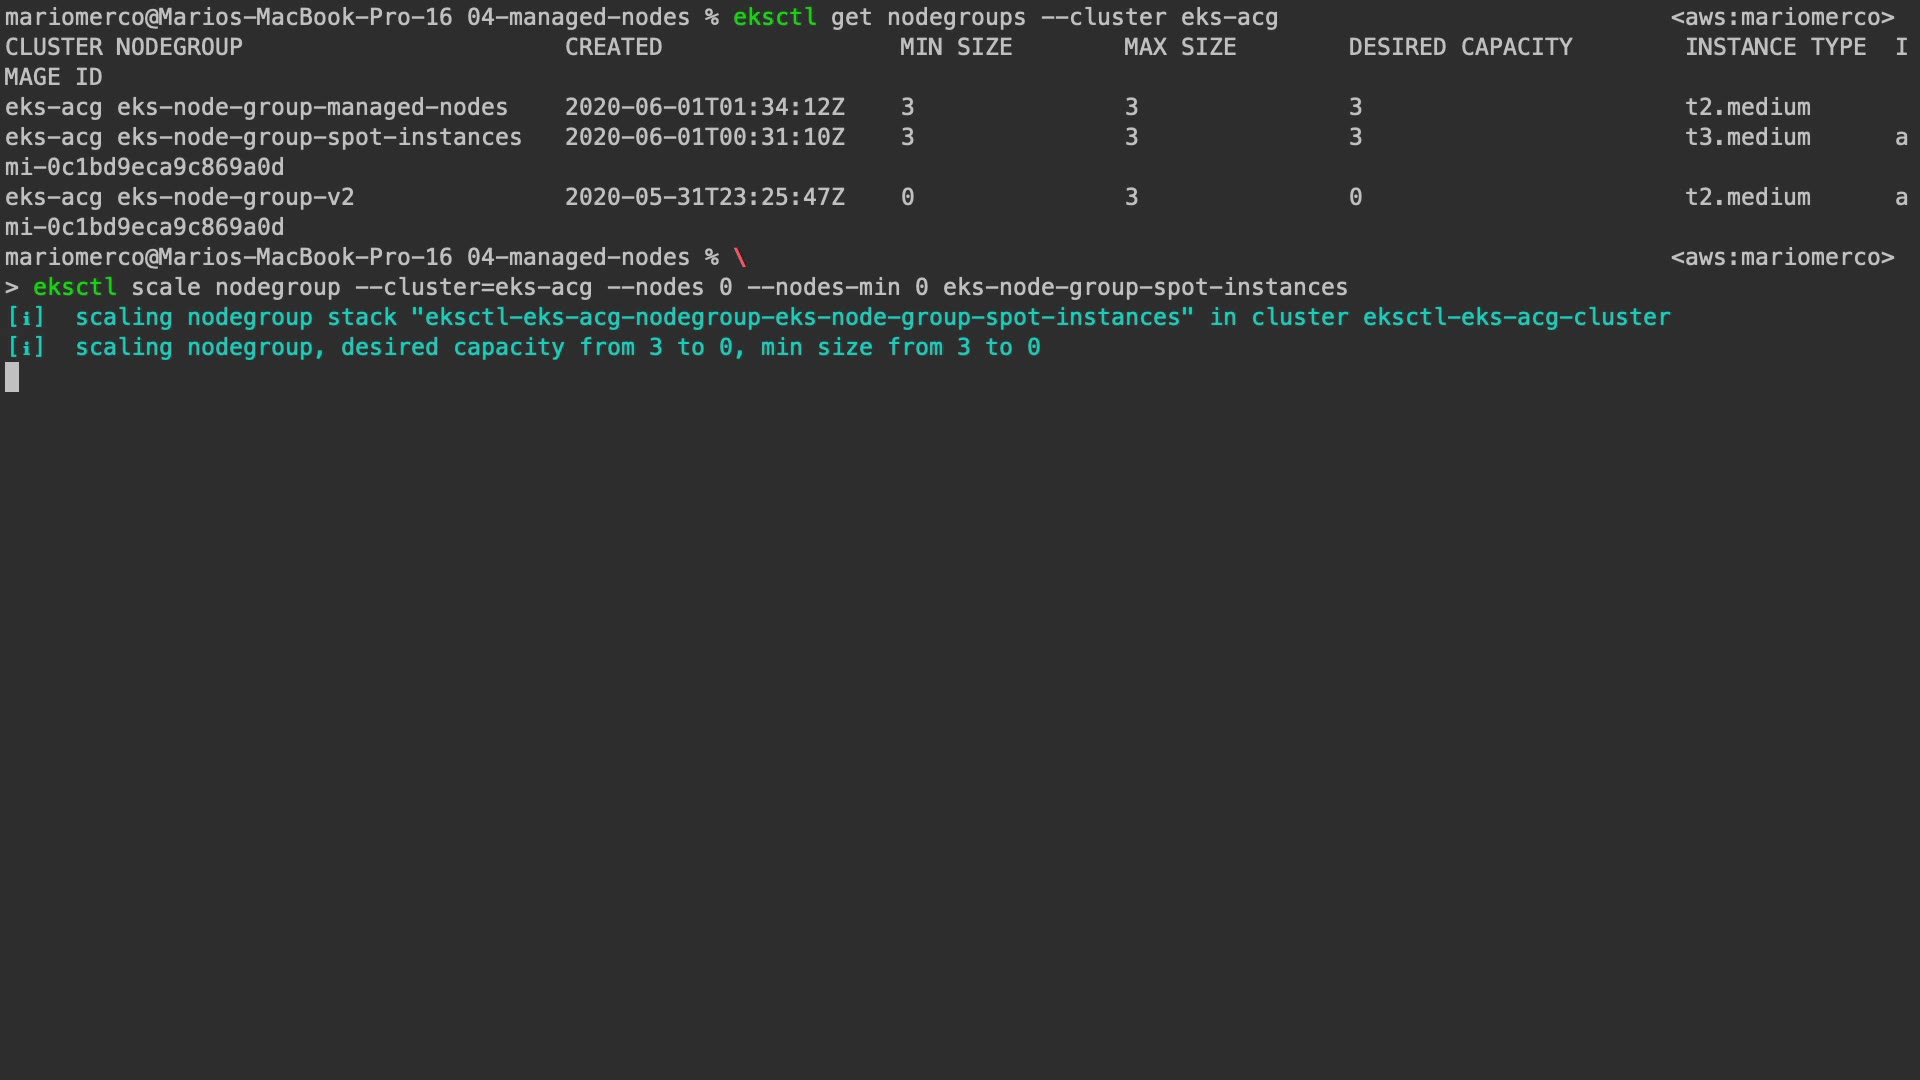 mariomerco@Marios-MacBook-Pro-16 04-managed-nodes % eksctl get nodegroups --cluster eks-acg <aws:mariomerco>
CLUSTER NODEGROUP CREATED MIN SIZE MAX SIZE DESIRED CAPACITY INSTANCE TYPE I
MAGE ID
eks-acg eks-node-group-managed-nodes 2020-06-01T01:34:12Z 3 3 3 t2.medium
eks-acg eks-node-group-spot-instances 2020-06-01T00:31:10Z 3 3 3 t3.medium a
mi-0c1bd9eca9c869a0d
eks-acg eks-node-group-v2 2020-05-31T23:25:47Z 0 3 0 t2.medium a
mi-0c1bd9eca9c869a0d
mariomerco@Marios-MacBook-Pro-16 04-managed-nodes % \ <aws:mariomerco>
> eksctl scale nodegroup --cluster=eks-acg --nodes 0 --nodes-min 0 eks-node-group-spot-instances
[ℹ]  scaling nodegroup stack "eksctl-eks-acg-nodegroup-eks-node-group-spot-instances" in cluster eksctl-eks-acg-cluster
[ℹ]  scaling nodegroup, desired capacity from 3 to 0, min size from 3 to 0